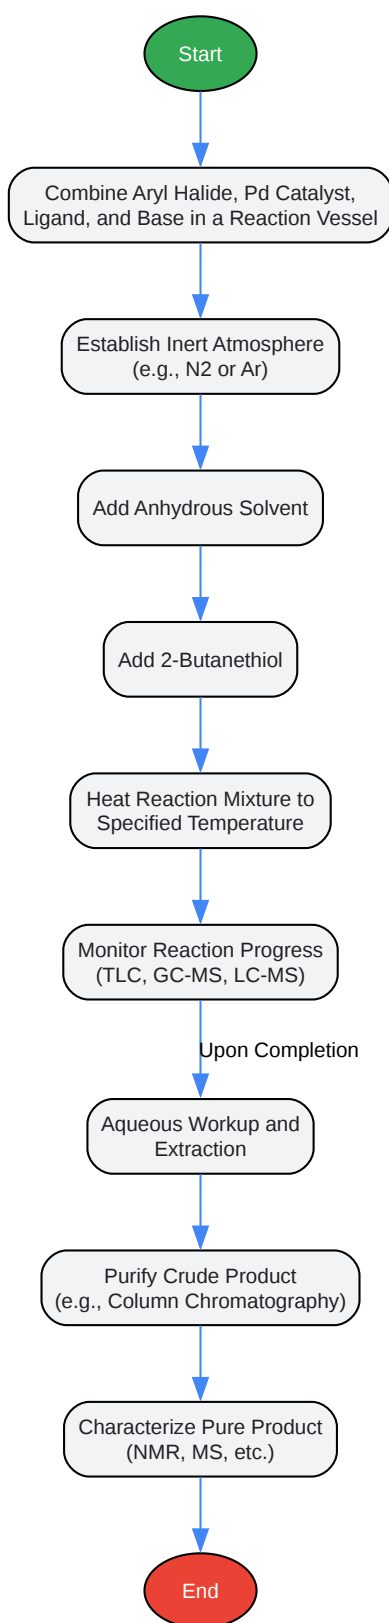 Start
Combine Aryl Halide, Pd Catalyst,
Ligand, and Base in a Reaction Vessel
Establish Inert Atmosphere
(e.g., N2 or Ar)
Add Anhydrous Solvent
Add 2-Butanethiol
Heat Reaction Mixture to
Specified Temperature
Monitor Reaction Progress
(TLC, GC-MS, LC-MS)
Upon Completion
Aqueous Workup and
Extraction
Purify Crude Product
(e.g., Column Chromatography)
Characterize Pure Product
(NMR, MS, etc.)
End